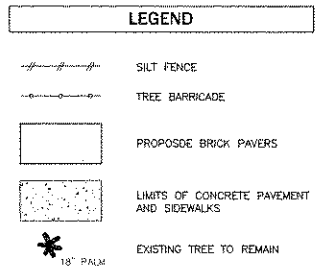 LEGEND
SILT FENCE
TREE BARRICADE
PROPOSDE BRICK PAVERS
LIMITS OF CONCRETE PAVEMENT
AND SIDEWALKS
EXISTING TREE TO REMAIN
18" PALM